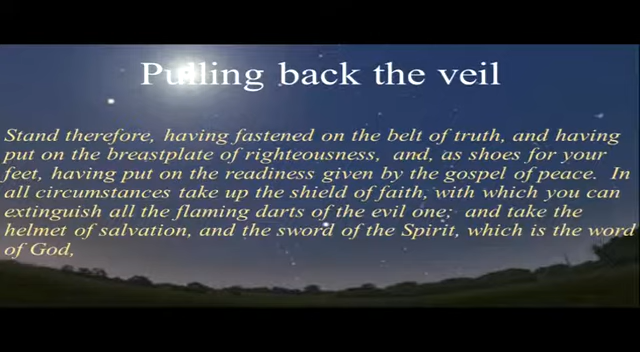 Pulling back the veil
Stand therefore, having fastened on the belt of truth, and having
put on the breastplate of righteousness, and, as shoes for your
feet, having put on the readiness given by the gospel of peace. In
all circumstances take up the shield of faith, with which you can
extinguish all the flaming darts of the evil one; and take the
helmet of salvation, and the sword of the Spirit, which is the word
of God,